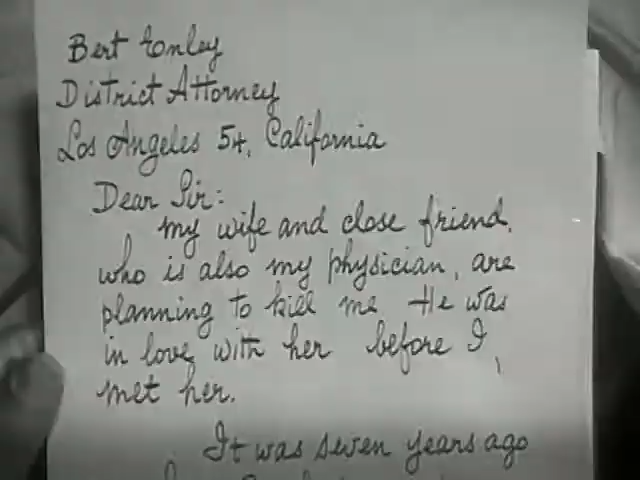 Bert Tonley
District Attorney
Los Angeles 54, California
Dear Sir:
My wife and close friend,
who is also my physician, are
planning to kill me. He was
in love with her before I,
met her.
It was seven years ago